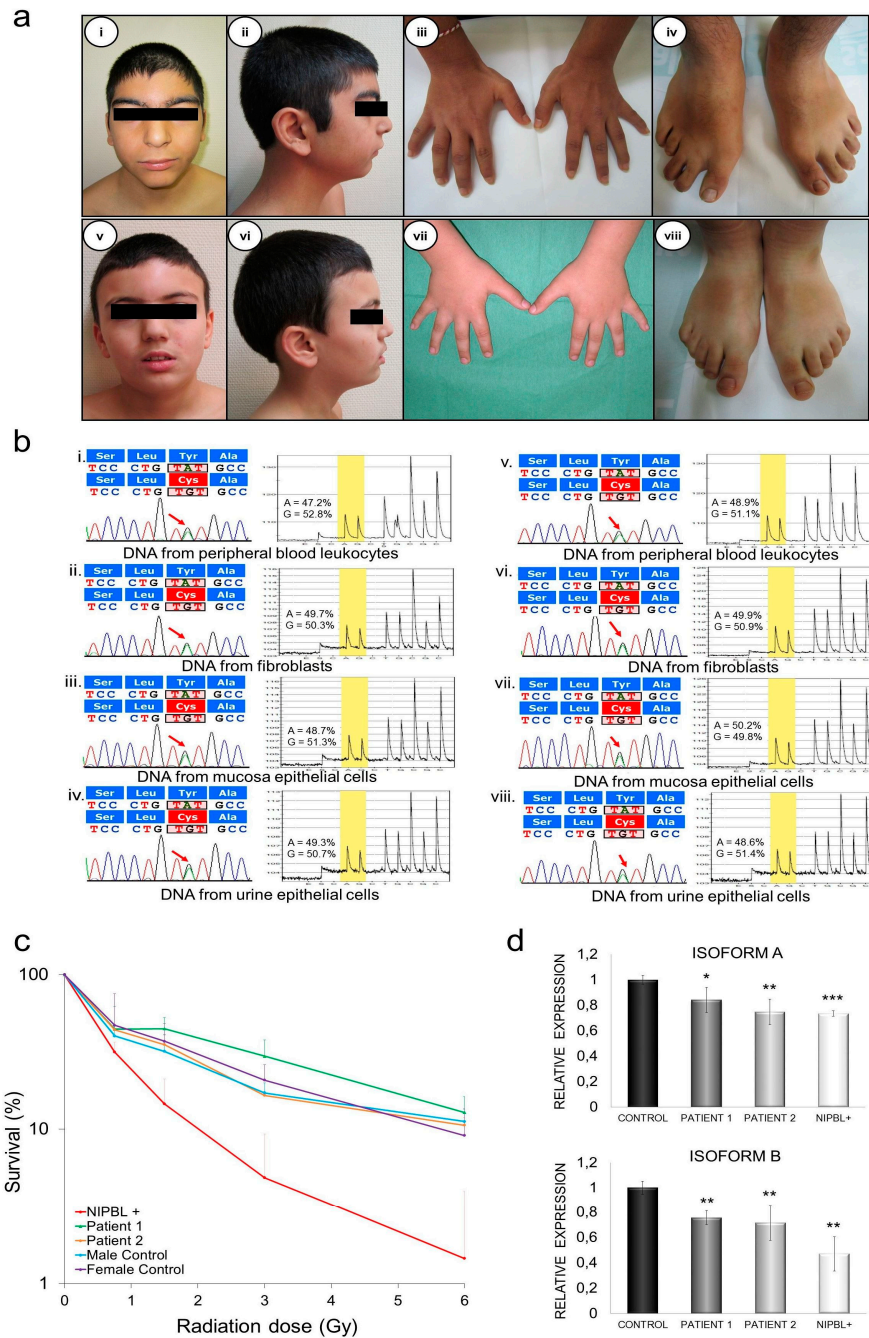 a
i
ii
iii
iv
v
vi
vii
viii
b
i.
Ser Leu Tyr Ala
TCC CTG TAT GCC
Ser Leu Cys Ala
TCC CTG TGT GCC
A = 47.2%
G = 52.8%
DNA from peripheral blood leukocytes
ii.
Ser Leu Tyr Ala
TCC CTG TAT GCC
Ser Leu Cys Ala
TCC CTG TGT GCC
A = 49.7%
G = 50.3%
DNA from fibroblasts
iii.
Ser Leu Tyr Ala
TCC CTG TAT GCC
Ser Leu Cys Ala
TCC CTG TGT GCC
A = 48.7%
G = 51.3%
DNA from mucosa epithelial cells
iv.
Ser Leu Tyr Ala
TCC CTG TAT GCC
Ser Leu Cys Ala
TCC CTG TGT GCC
A = 49.3%
G = 50.7%
DNA from urine epithelial cells
v.
Ser Leu Tyr Ala
TCC CTG TAT GCC
Ser Leu Cys Ala
TCC CTG TGT GCC
A = 48.9%
G = 51.1%
DNA from peripheral blood leukocytes
vi.
Ser Leu Tyr Ala
TCC CTG TAT GCC
Ser Leu Cys Ala
TCC CTG TGT GCC
A = 49.9%
G = 50.9%
DNA from fibroblasts
vii.
Ser Leu Tyr Ala
TCC CTG TAT GCC
Ser Leu Cys Ala
TCC CTG TGT GCC
A = 50.2%
G = 49.8%
DNA from mucosa epithelial cells
viii.
Ser Leu Tyr Ala
TCC CTG TAT GCC
Ser Leu Cys Ala
TCC CTG TGT GCC
A = 48.6%
G = 51.4%
DNA from urine epithelial cells
c
Survival (%)
100
10
1
NIPBL +
Patient 1
Patient 2
Male Control
Female Control
0 1 2 3 4 5 6
Radiation dose (Gy)
d
ISOFORM A
RELATIVE EXPRESSION
1,2
1
0,8
0,6
0,4
0,2
0
* ** ***
CONTROL PATIENT 1 PATIENT 2 NIPBL+
ISOFORM B
RELATIVE EXPRESSION
1,2
1
0,8
0,6
0,4
0,2
0
** ** **
CONTROL PATIENT 1 PATIENT 2 NIPBL+